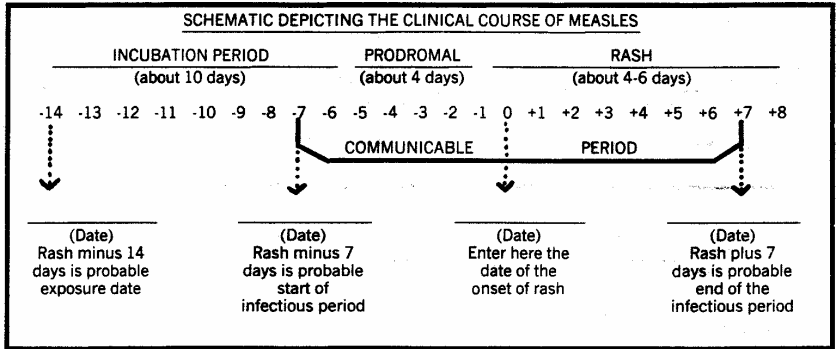 SCHEMATIC DEPICTING THE CLINICAL COURSE OF MEASLES
INCUBATION PERIOD PRODROMAL RASH
(about 10 days) (about 4 days) (about 4-6 days)
-14 -13 -12 -11 -10 -9 -8 -7 -6 -5 -4 -3 -2 -1 0 +1 +2 +3 +4 +5 +6 +7 +8
COMMUNICABLE PERIOD
(Date) (Date) (Date) (Date)
Rash minus 14 Rash minus 7 Enter here the Rash plus 7
days is probable days is probable date of the days is probable
exposure date start of onset of rash end of the
infectious period infectious period